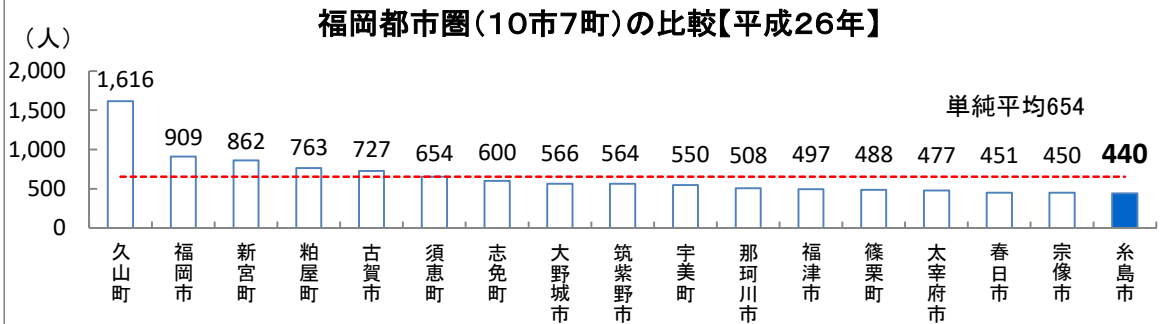 福岡都市圏(10市7町)の比較【平成26年】
(人)
2,000
1,500
1,000
500
0
単純平均654
1,616 909 862 763 727 654 600 566 564 550 508 497 488 477 451 450 440
久山町 福岡市 新宮町 粕屋町 古賀市 須恵町 志免町 大野城市 筑紫野市 宇美町 那珂川市 福津市 篠栗町 太宰府市 春日市 宗像市 糸島市